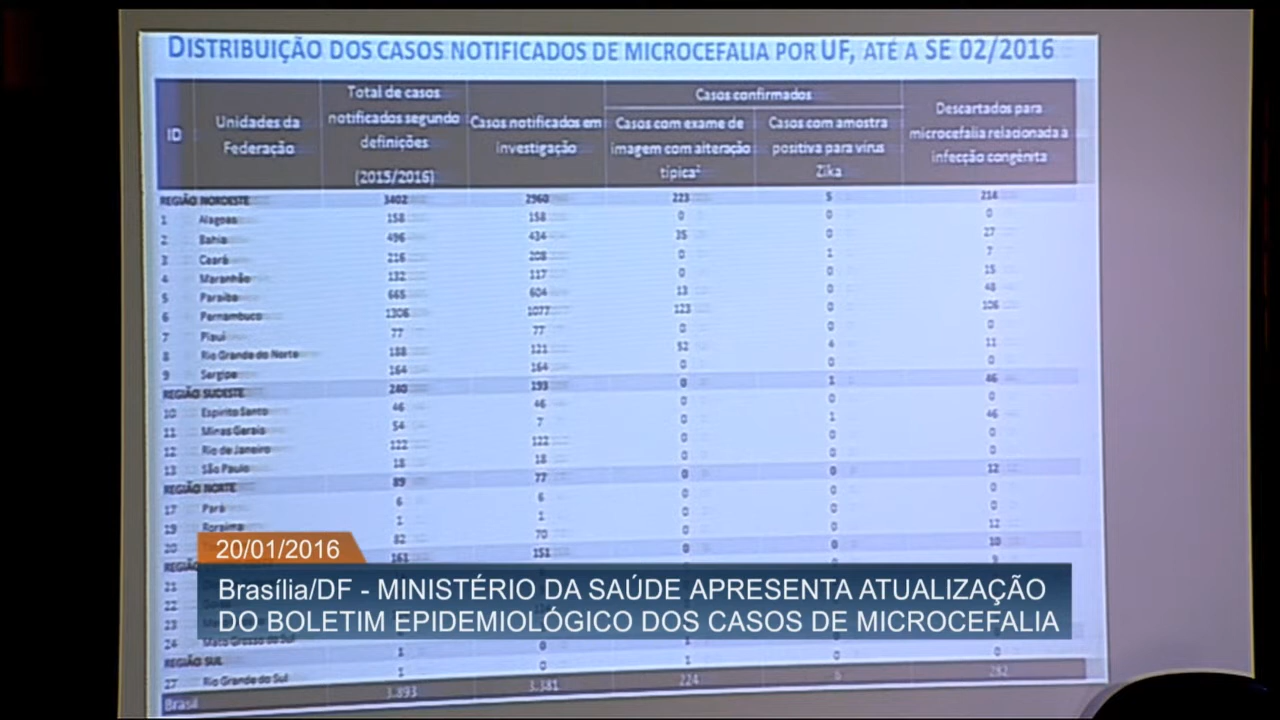 DISTRIBUIÇÃO DOS CASOS NOTIFICADOS DE MICROCEFALIA POR UF, ATÉ A SE 02/2016
ID Unidades da Federação Total de casos notificados segundo definições (2015/2016) Casos notificados em investigação Casos confirmados Casos com exame de imagem com alteração típica² Casos com amostra positiva para vírus Zika Descartados para microcefalia relacionada a infecção congênita
REGIÃO NORDESTE 3402 2960 223 5 214
1 Alagoas 158 158 0 0 0
2 Bahia 496 434 35 0 27
3 Ceará 216 208 0 1 7
4 Maranhão 132 117 0 0 15
5 Paraíba 665 604 13 0 48
6 Pernambuco 1306 1077 123 0 106
7 Piauí 77 77 0 0 0
8 Rio Grande do Norte 188 121 52 4 11
9 Sergipe 164 164 0 0 0
REGIÃO SUDESTE 240 193 0 1 46
10 Espírito Santo 46 46 0 0 0
11 Minas Gerais 54 7 0 1 46
12 Rio de Janeiro 122 122 0 0 0
13 São Paulo 18 18 0 0 0
REGIÃO NORTE 89 77 0 0 12
17 Pará 6 6 0 0 0
19 Roraima 1 1 0 0 0
20 82 70 0 0 12
161 151 0 0 10
21
22
23
24 Mato Grosso do Sul
REGIÃO SUL 1 0 1 0 0
27 Rio Grande do Sul 1 0 1 0 0
Brasil 3.893 3.381 224 6 282
20/01/2016
Brasília/DF - MINISTÉRIO DA SAÚDE APRESENTA ATUALIZAÇÃO
DO BOLETIM EPIDEMIOLÓGICO DOS CASOS DE MICROCEFALIA